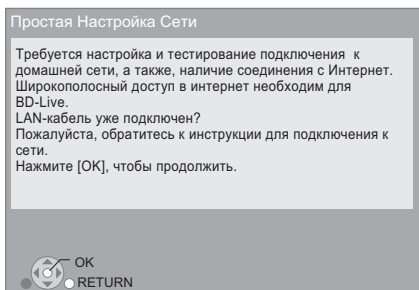 Простая Настройка Сети
Требуется настройка и тестирование подключения к
домашней сети, а также, наличие соединения с Интернет.
Широкополосный доступ в интернет необходим для
BD-Live.
LAN-кабель уже подключен?
Пожалуйста, обратитесь к инструкции для подключения к
сети.
Нажмите [OK], чтобы продолжить.
OK
RETURN